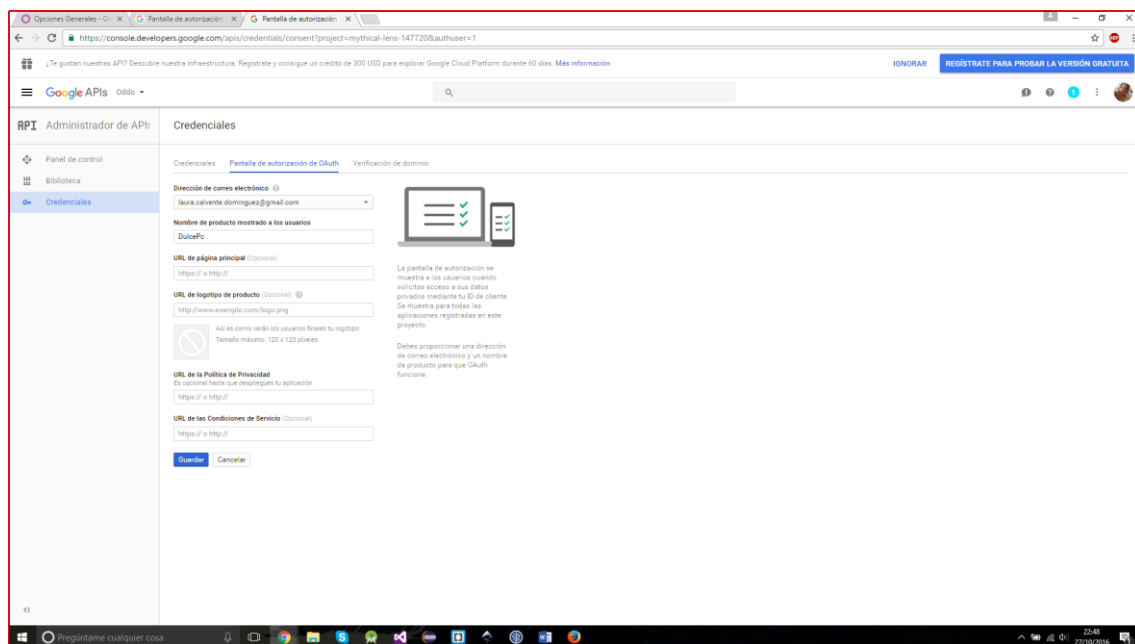 Opciones Generales - O
Pantalla de autorización
Pantalla de autorización
https://console.developers.google.com/apis/credentials/consent?project=mythical-lens-147720&authuser=1
¿Te gustan nuestras API? Descubre nuestra infraestructura. Regístrate y consigue un crédito de 300 USD para explorar Google Cloud Platform durante 60 días. Más información
IGNORAR
REGÍSTRATE PARA PROBAR LA VERSIÓN GRATUITA
Google APIs Oddo
1
API Administrador de APIs
Credenciales
Panel de control
Biblioteca
Credenciales
Credenciales Pantalla de autorización de OAuth Verificación de dominio
Dirección de correo electrónico
laura.calvente.dominguez@gmail.com
Nombre de producto mostrado a los usuarios
DulcePc
URL de página principal (Opcional)
https:// o http://
URL de logotipo de producto (Opcional)
http://www.example.com/logo.png
Así es como verán los usuarios finales tu logotipo
Tamaño máximo: 120 x 120 píxeles
URL de la Política de Privacidad
Es opcional hasta que despliegues tu aplicación
https:// o http://
URL de las Condiciones de Servicio (Opcional)
https:// o http://
Guardar Cancelar
La pantalla de autorización se
muestra a los usuarios cuando
solicitas acceso a sus datos
privados mediante tu ID de cliente.
Se muestra para todas las
aplicaciones registradas en este
proyecto.
Debes proporcionar una dirección
de correo electrónico y un nombre
de producto para que OAuth
funcione.
Pregúntame cualquier cosa
22:48
27/10/2016